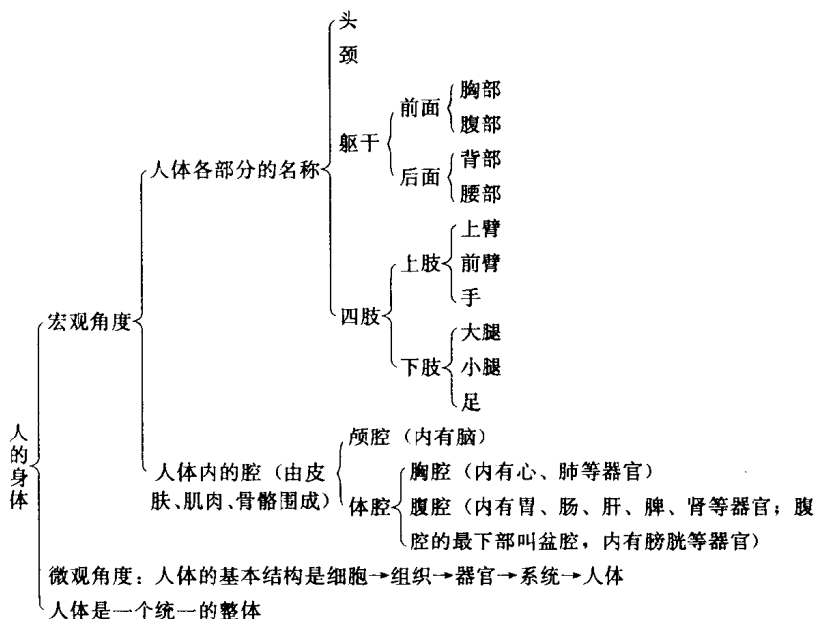 头
颈
躯干
前面
胸部
腹部
后面
背部
腰部
人体各部分的名称
四肢
上肢
上臂
前臂
手
下肢
大腿
小腿
足
宏观角度
人的身体
人体内的腔（由皮
肤、肌肉、骨骼围成）
颅腔（内有脑）
体腔
胸腔（内有心、肺等器官）
腹腔（内有胃、肠、肝、脾、肾等器官；腹
腔的最下部叫盆腔，内有膀胱等器官）
微观角度：人体的基本结构是细胞→组织→器官→系统→人体
人体是一个统一的整体